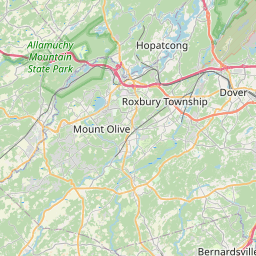 Allamuchy
Mountain
State Park
Hopatcong
Roxbury Township
Dover
Mount Olive
Bernardsville